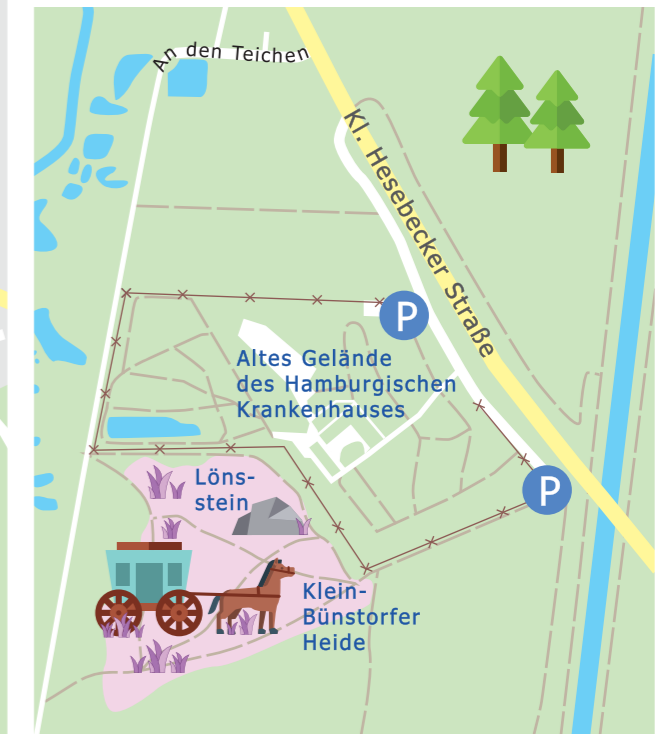 An den Teichen
Kl. Hesebecker Straße
P
Altes Gelände
des Hamburgischen
Krankenhauses
Löns-
stein
P
Klein-
Bünstorfer
Heide